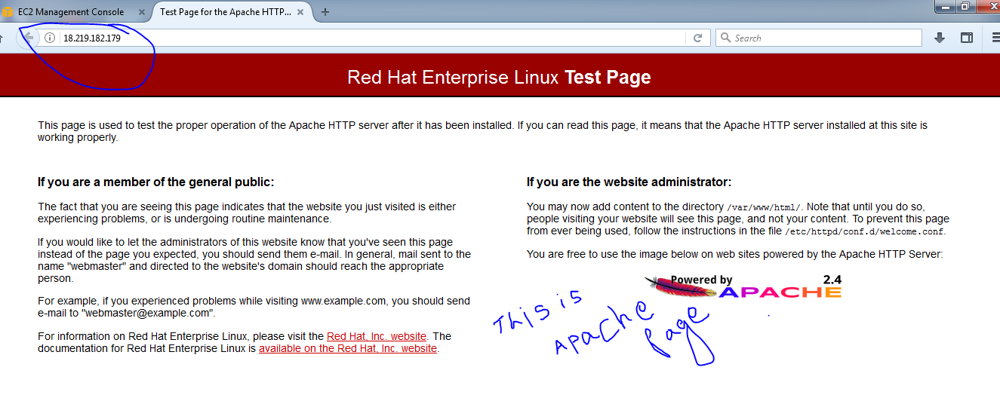 EC2 Management Console
Test Page for the Apache HTTP...
18.219.182.179
Search
Red Hat Enterprise Linux Test Page
This page is used to test the proper operation of the Apache HTTP server after it has been installed. If you can read this page, it means that the Apache HTTP server installed at this site is
working properly.
If you are a member of the general public:
The fact that you are seeing this page indicates that the website you just visited is either
experiencing problems, or is undergoing routine maintenance.
If you would like to let the administrators of this website know that you've seen this page
instead of the page you expected, you should send them e-mail. In general, mail sent to the
name "webmaster" and directed to the website's domain should reach the appropriate
person.
For example, if you experienced problems while visiting www.example.com, you should send
e-mail to "webmaster@example.com".
For information on Red Hat Enterprise Linux, please visit the Red Hat, Inc. website. The
documentation for Red Hat Enterprise Linux is available on the Red Hat, Inc. website.
If you are the website administrator:
You may now add content to the directory /var/www/html/. Note that until you do so,
people visiting your website will see this page, and not your content. To prevent this page
from ever being used, follow the instructions in the file /etc/httpd/conf.d/welcome.conf.
You are free to use the image below on web sites powered by the Apache HTTP Server:
Powered by 2.4
APACHE
This is
Apache
page